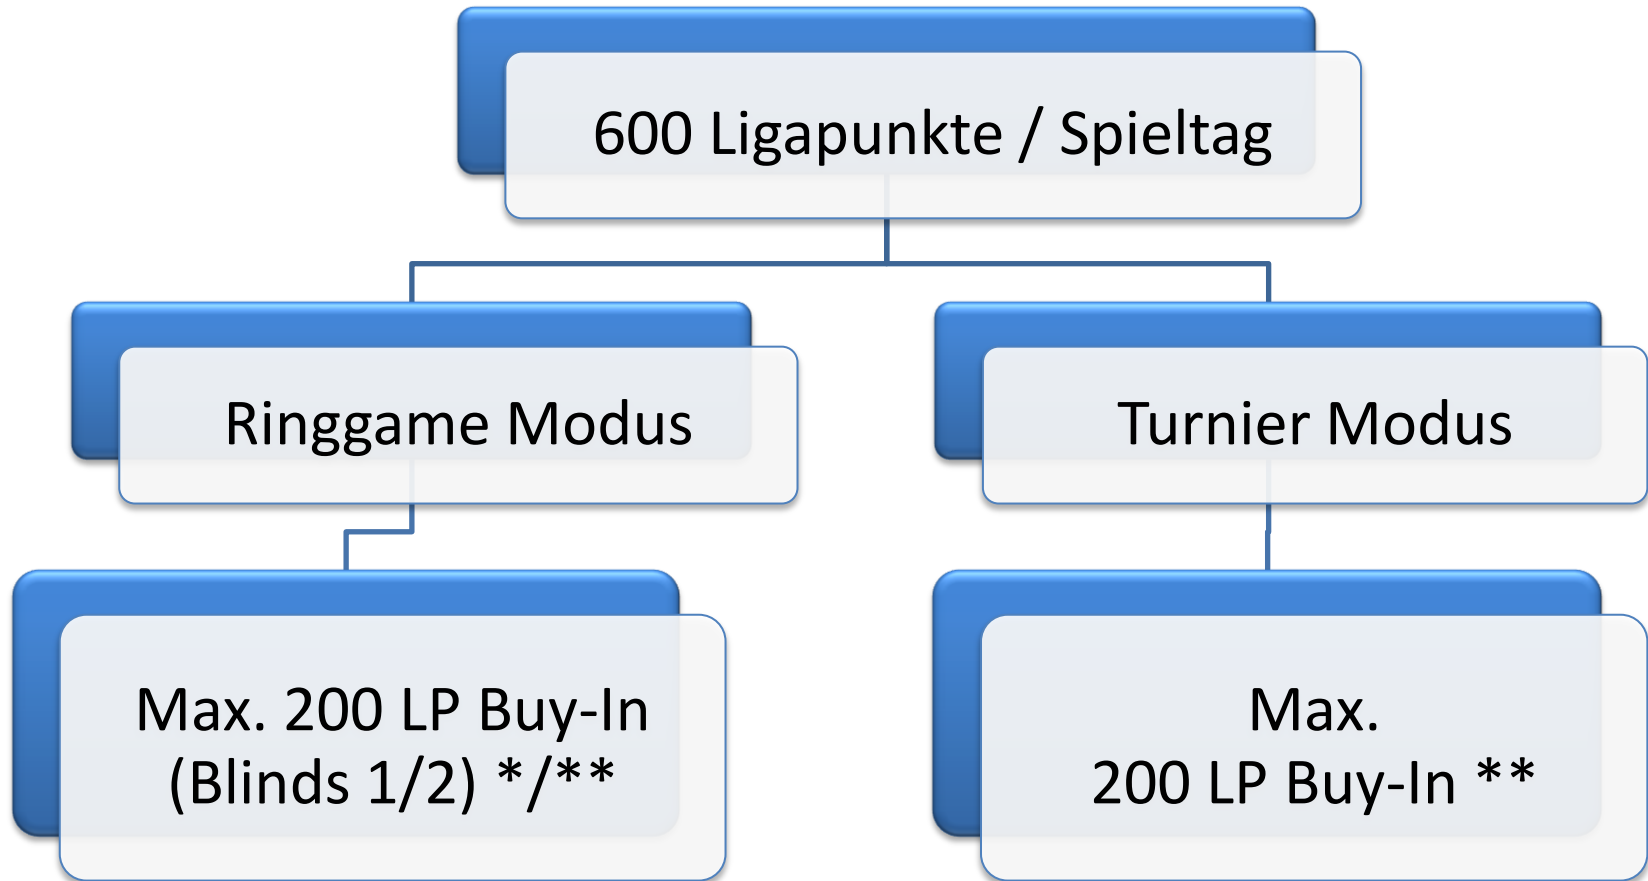 600 Ligapunkte / Spieltag
Ringgame Modus
Turnier Modus
Max. 200 LP Buy-In
(Blinds 1/2) */**
Max.
200 LP Buy-In **